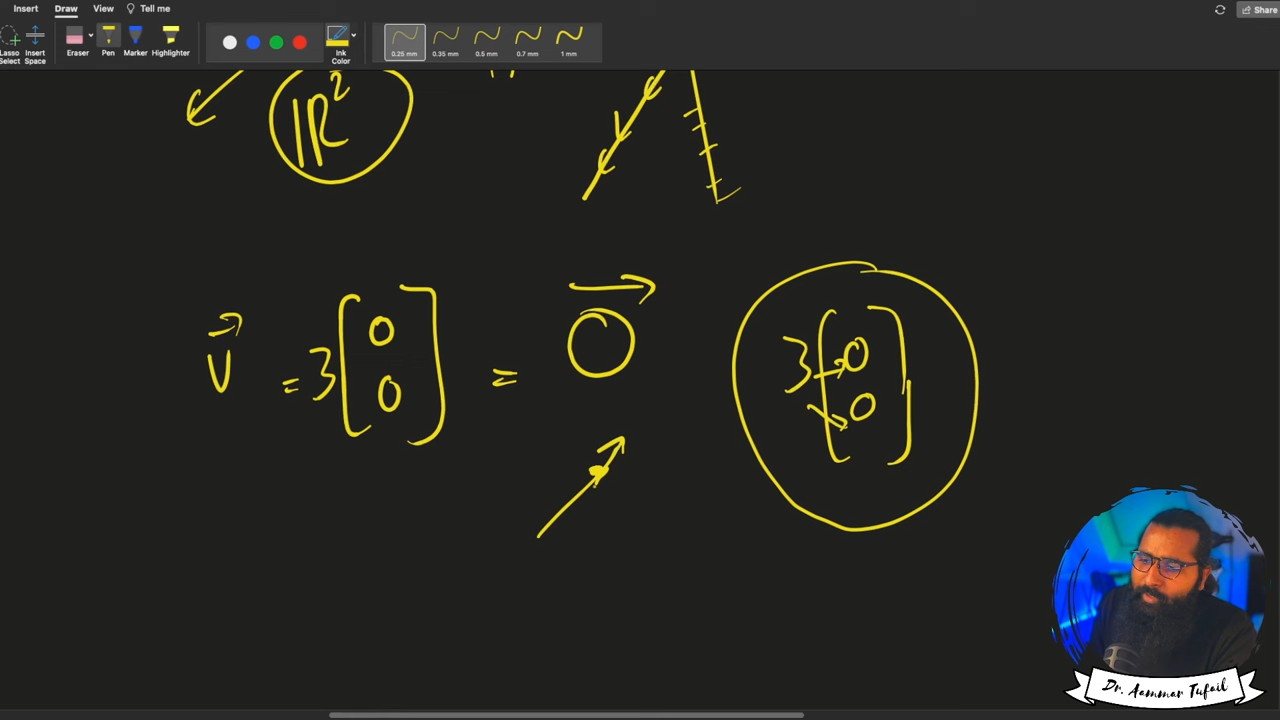 Insert Draw View Tell me
Share
Lasso Select
Insert Space
Eraser
Pen
Marker
Highlighter
Ink Color
0.25 mm
0.35 mm
0.5 mm
0.7 mm
1 mm
ℝ²
v⃗ = 3 [0 0] = 0⃗
3 [0 0]
Dr. Aammar Tufail